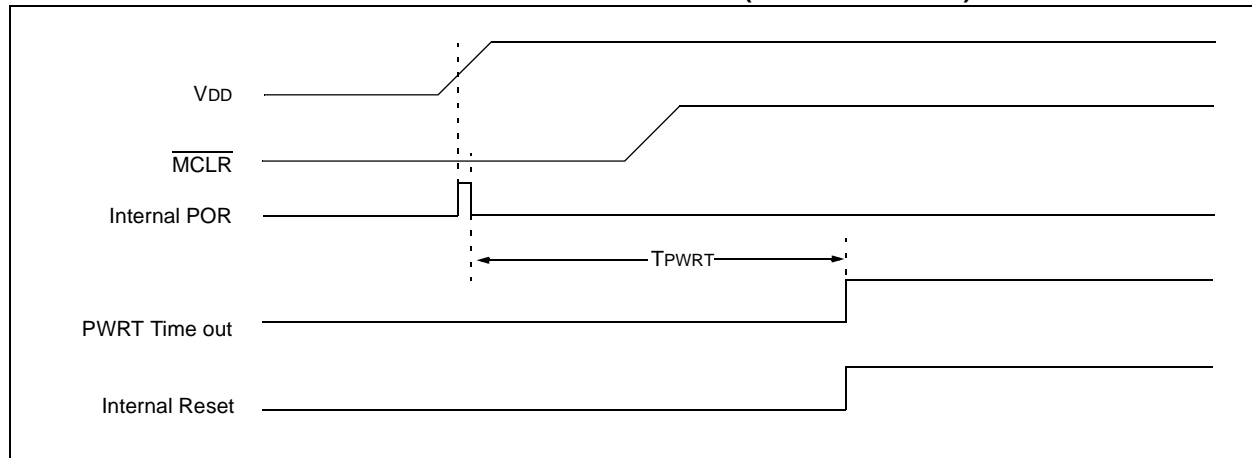 VDD
MCLR
Internal POR
TPWRT
PWRT Time out
Internal Reset